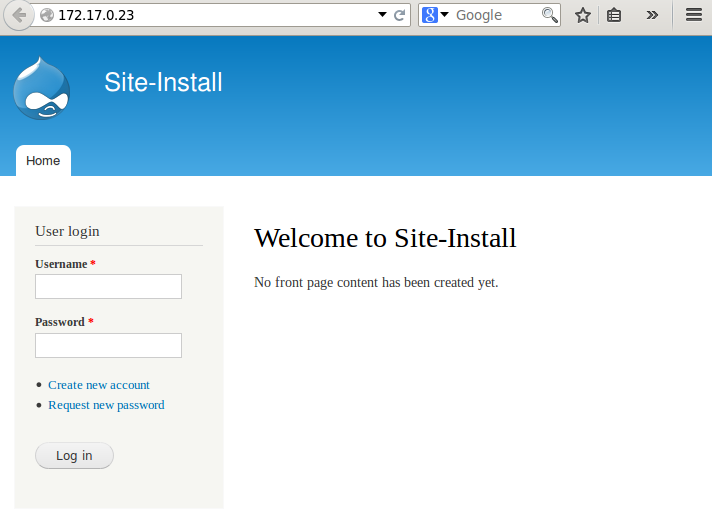 172.17.0.23
Google
Site-Install
Home
User login
Username *
Password *
Create new account
Request new password
Log in
Welcome to Site-Install
No front page content has been created yet.